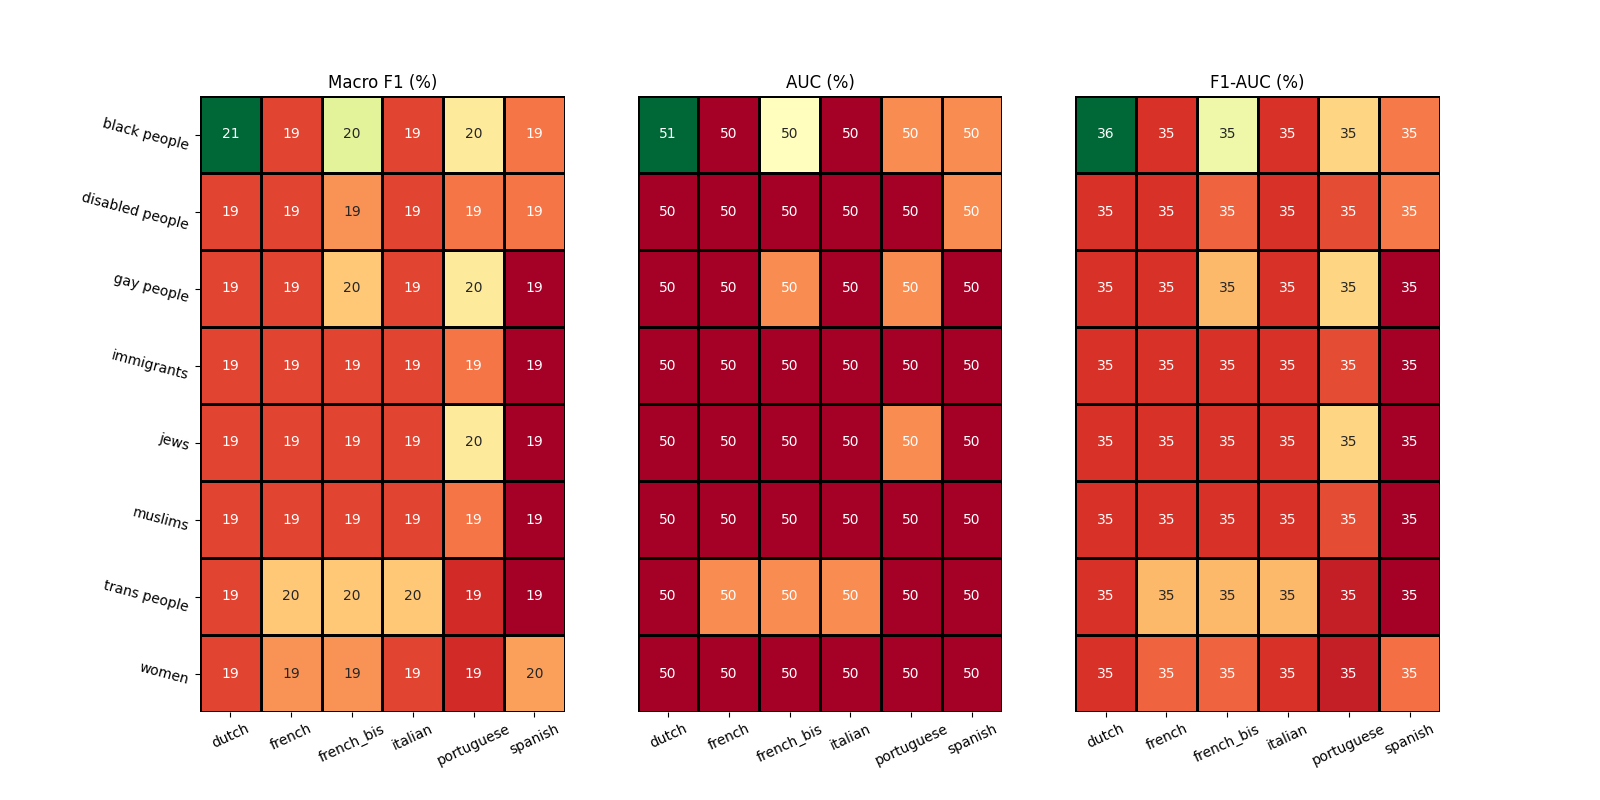 Macro F1 (%) AUC (%) F1-AUC (%)
black people 21 19 20 19 20 19 51 50 50 50 50 50 36 35 35 35 35 35
disabled people 19 19 19 19 19 19 50 50 50 50 50 50 35 35 35 35 35 35
gay people 19 19 20 19 20 19 50 50 50 50 50 50 35 35 35 35 35 35
immigrants 19 19 19 19 19 19 50 50 50 50 50 50 35 35 35 35 35 35
jews 19 19 19 19 20 19 50 50 50 50 50 50 35 35 35 35 35 35
muslims 19 19 19 19 19 19 50 50 50 50 50 50 35 35 35 35 35 35
trans people 19 20 20 20 19 19 50 50 50 50 50 50 35 35 35 35 35 35
women 19 19 19 19 19 20 50 50 50 50 50 50 35 35 35 35 35 35
dutch french french_bis italian portuguese spanish dutch french french_bis italian portuguese spanish dutch french french_bis italian portuguese spanish